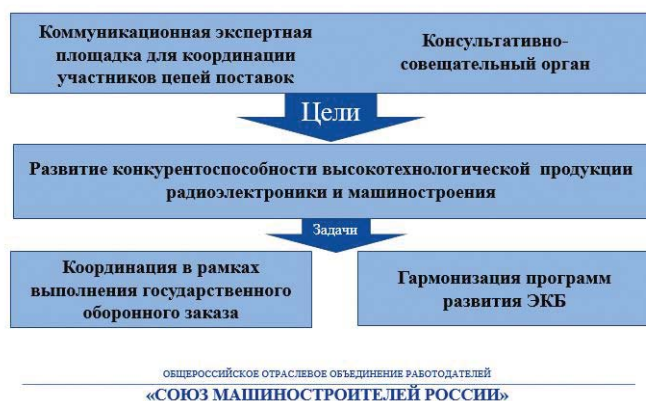 Коммуникационная экспертная
площадка для координации
участников цепей поставок
Консультативно-
совещательный орган
Цели
Развитие конкурентоспособности высокотехнологической продукции
радиоэлектроники и машиностроения
Задачи
Координация в рамках
выполнения государственного
оборонного заказа
Гармонизация программ
развития ЭКБ
ОБЩЕРОССИЙСКОЕ ОТРАСЛЕВОЕ ОБЪЕДИНЕНИЕ РАБОТОДАТЕЛЕЙ
«СОЮЗ МАШИНОСТРОИТЕЛЕЙ РОССИИ»